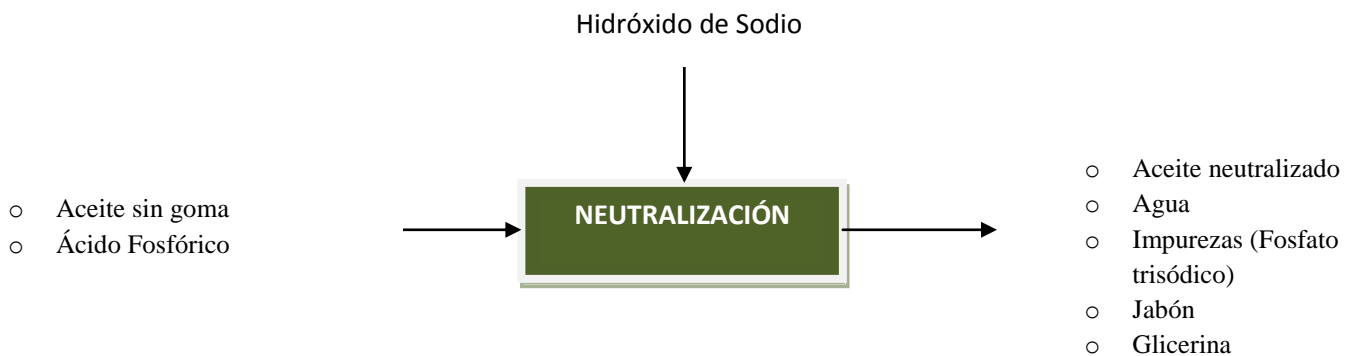 Hidróxido de Sodio
o Aceite sin goma
o Ácido Fosfórico
NEUTRALIZACIÓN
o Aceite neutralizado
o Agua
o Impurezas (Fosfato
trisódico)
o Jabón
o Glicerina